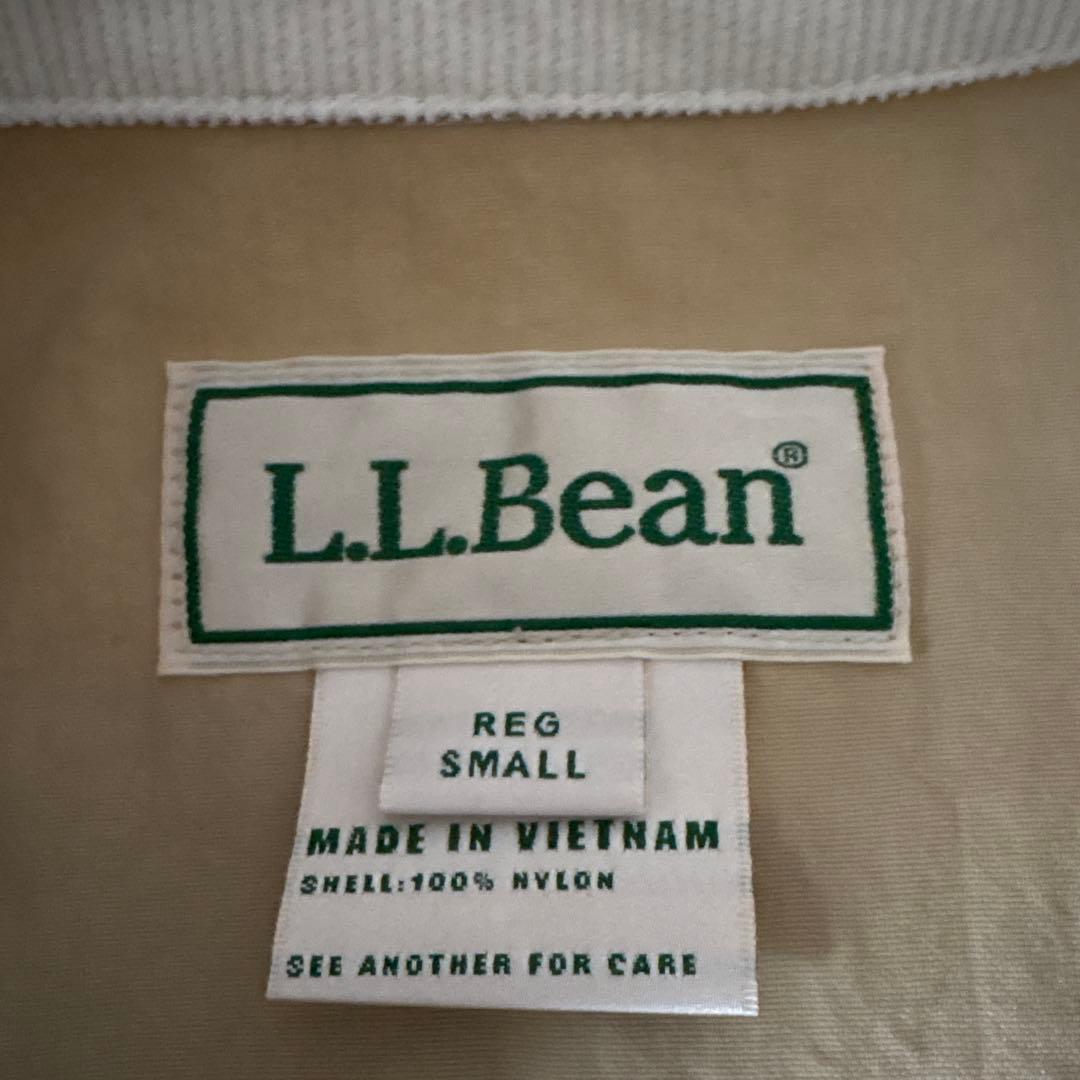 L.L.Bean®
REG
SMALL
MADE IN VIETNAM
SHELL:100% NYLON
SEE ANOTHER FOR CARE